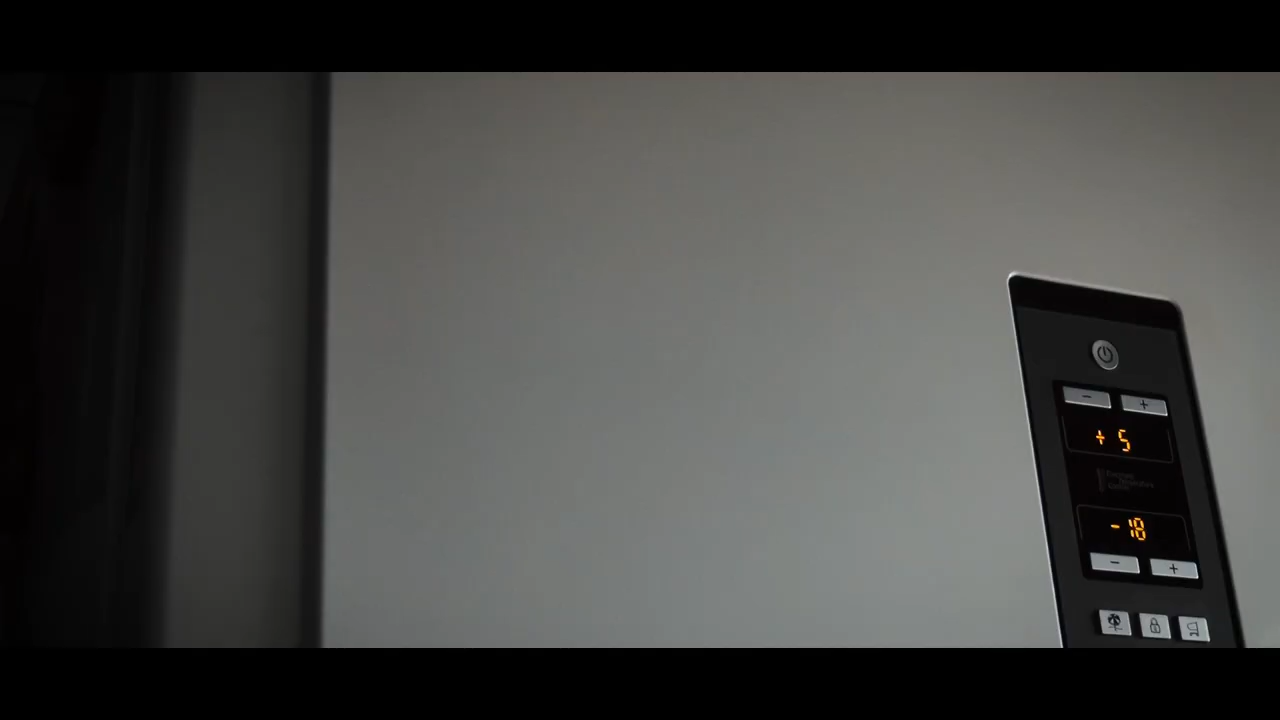 − +
+ 5
- 18
− +